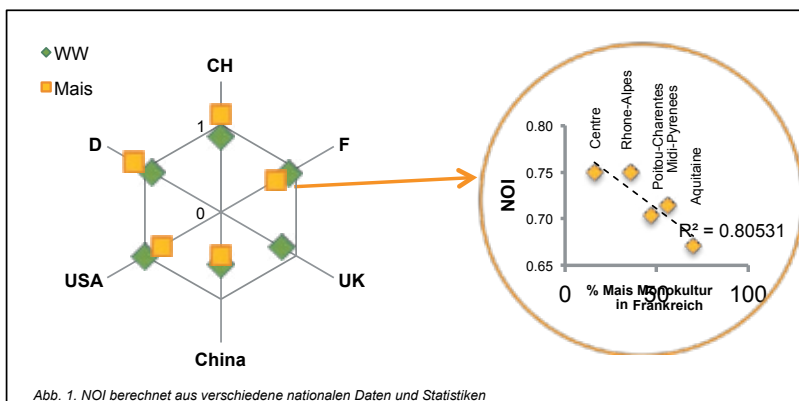 WW
Mais
CH
1
D
F
0
USA
UK
China
Centre
Rhone-Alpes
Poitou-Charentes
Midi-Pyrenees
Aquitaine
0.80
0.75
0.70
0.65
NOI
R² = 0.80531
0
50
100
% Mais Monokultur
in Frankreich
Abb. 1. NOI berechnet aus verschiedene nationalen Daten und Statistiken